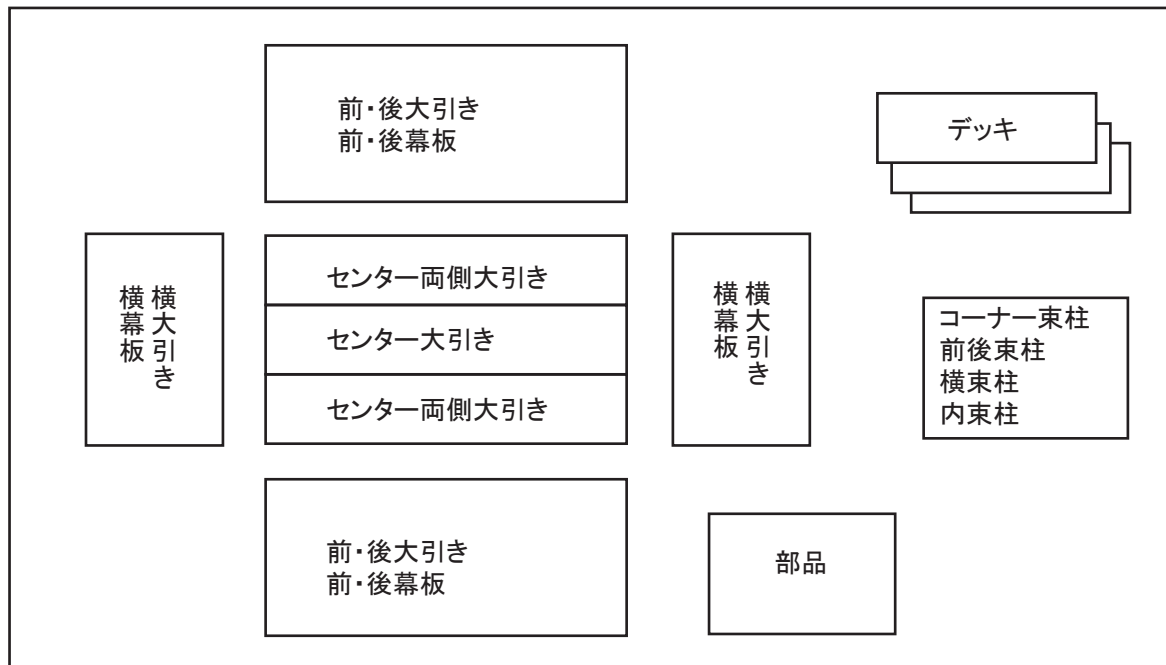 前・後大引き
前・後幕板
デッキ
横大引き
横幕板
センター両側大引き
センター大引き
センター両側大引き
横大引き
横幕板
コーナー束柱
前後束柱
横束柱
内束柱
前・後大引き
前・後幕板
部品